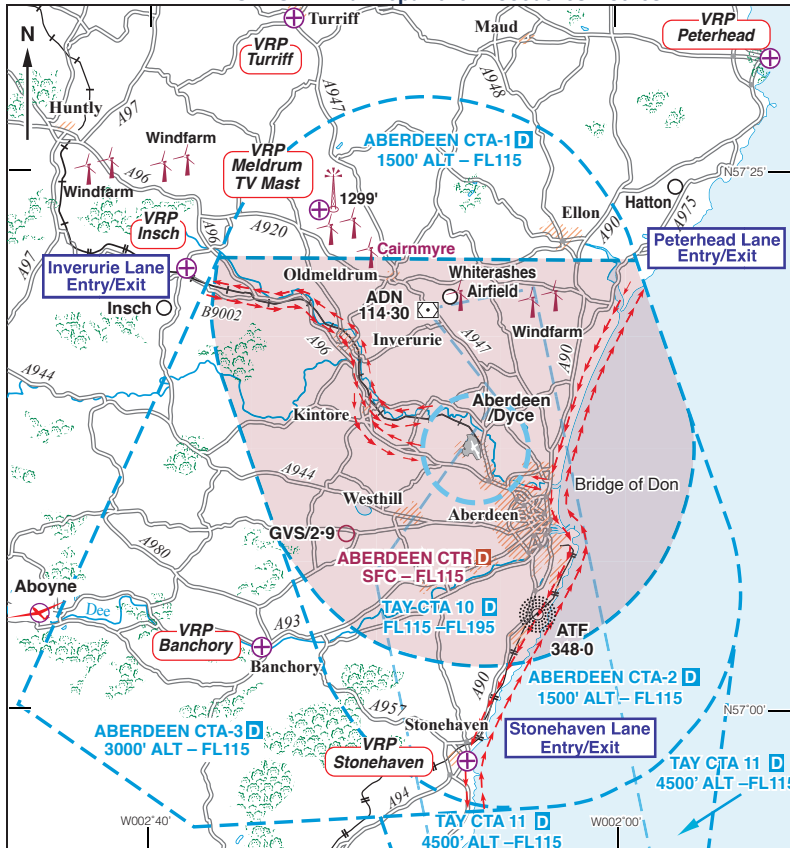 VRP
Peterhead
Turriff
Maud
N
VRP
Turriff
A947
A948
Huntly
A97
ABERDEEN CTA-1 D
1500' ALT – FL115
Windfarm
VRP
Meldrum
TV Mast
N57°25'
A96
Windfarm
1299'
Hatton
A975
VRP
Insch
A96
A920
Ellon
A90
Cairnmyre
Peterhead Lane
Entry/Exit
A97
Inverurie Lane
Entry/Exit
Oldmeldrum
Whiterashes
Airfield
ADN
114·30
Insch
B9002
Windfarm
Inverurie
A947
A96
A90
A944
Aberdeen
/Dyce
Kintore
A944
Bridge of Don
Westhill
Aberdeen
GVS/2·9
A980
ABERDEEN CTR D
SFC – FL115
Aboyne
TAY CTA 10 D
FL115 –FL195
Dee
A93
VRP
Banchory
ATF
348·0
Banchory
ABERDEEN CTA-2 D
1500' ALT – FL115
A90
A957
N57°00'
Stonehaven
ABERDEEN CTA-3 D
3000' ALT – FL115
Stonehaven Lane
Entry/Exit
VRP
Stonehaven
TAY CTA 11 D
4500' ALT –FL115
A94
W002°40'
TAY CTA 11 D
4500' ALT –FL115
W002°00'